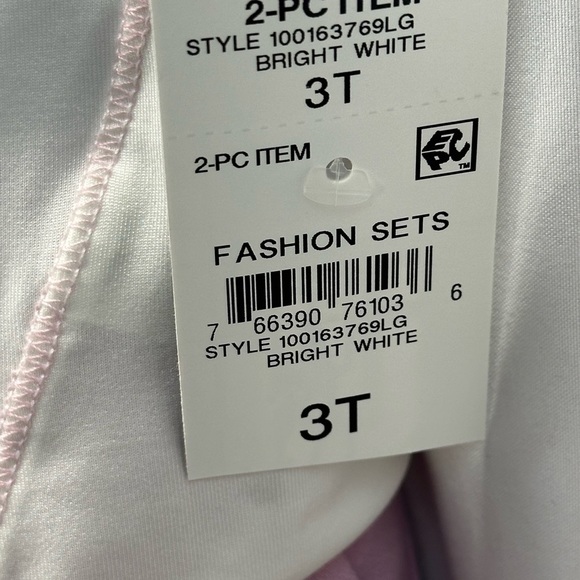 2-PC ITEM
STYLE 100163769LG
BRIGHT WHITE
3T
2-PC ITEM
EPC
FASHION SETS
7 66390 76103 6
STYLE 100163769LG
BRIGHT WHITE
3T